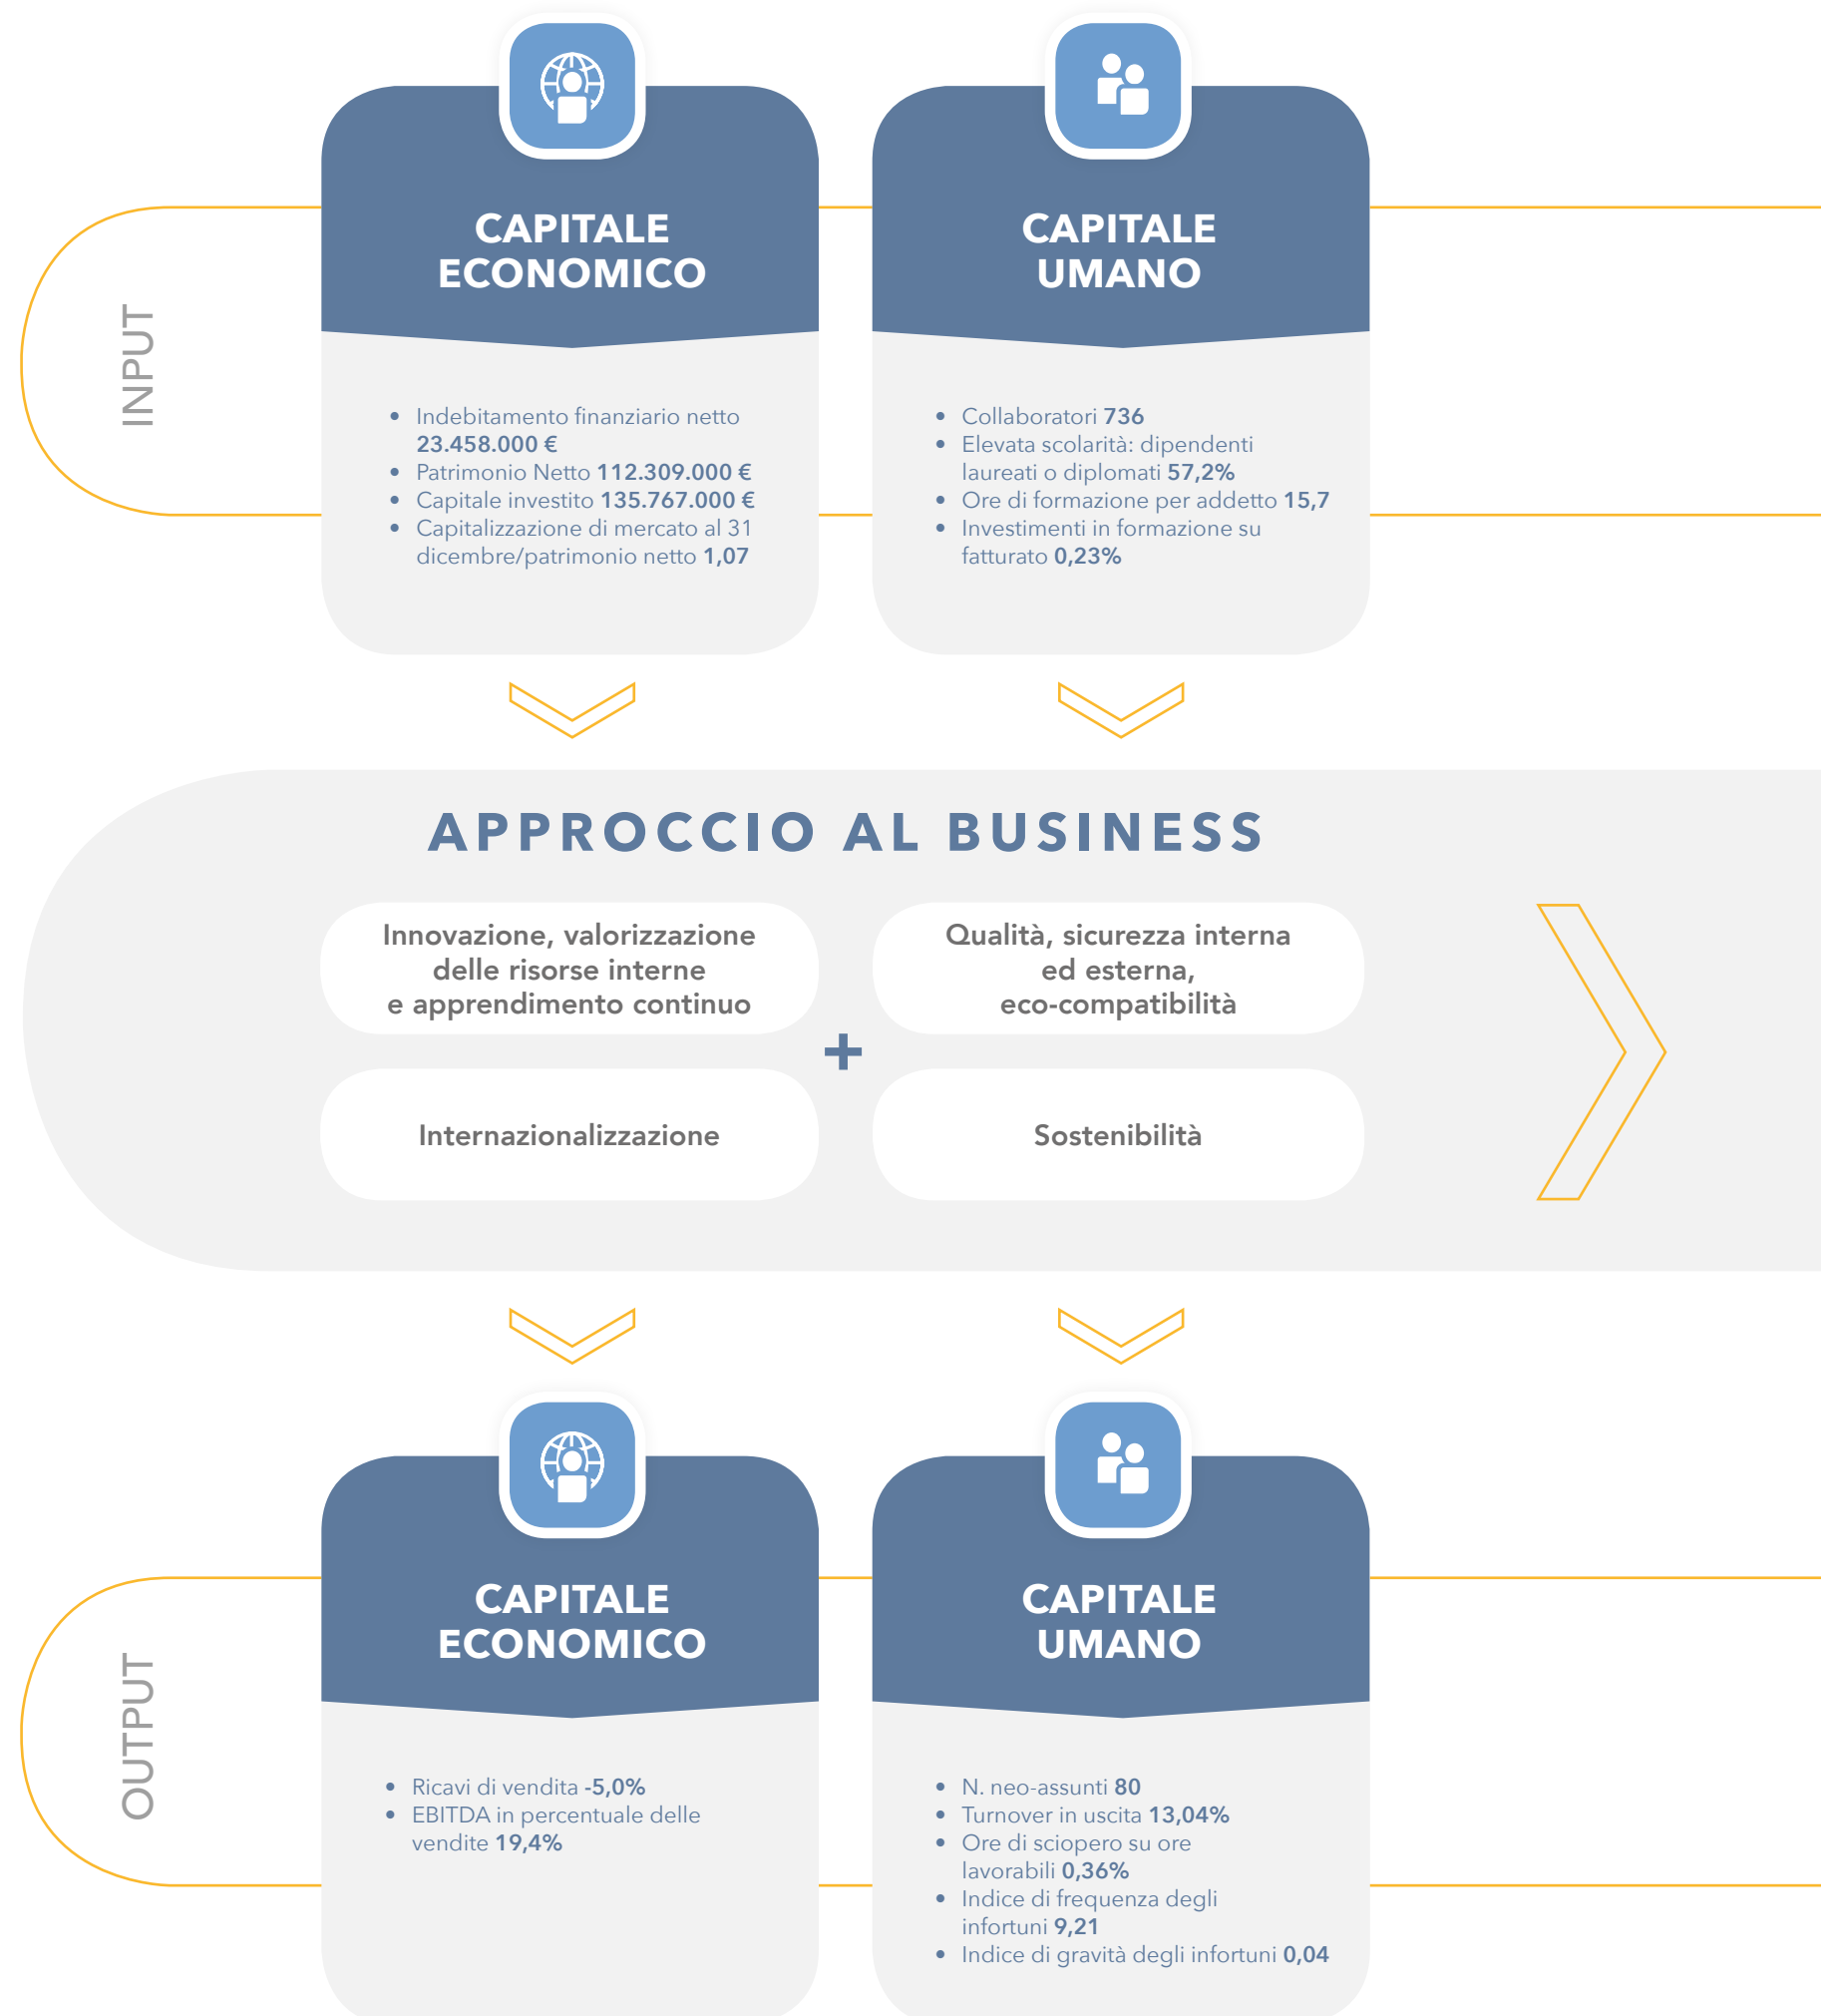 INPUT
CAPITALE
ECONOMICO
• Indebitamento finanziario netto
23.458.000 €
• Patrimonio Netto 112.309.000 €
• Capitale investito 135.767.000 €
• Capitalizzazione di mercato al 31
dicembre/patrimonio netto 1,07
CAPITALE
UMANO
• Collaboratori 736
• Elevata scolarità: dipendenti
laureati o diplomati 57,2%
• Ore di formazione per addetto 15,7
• Investimenti in formazione su
fatturato 0,23%
APPROCCIO AL BUSINESS
Innovazione, valorizzazione
delle risorse interne
e apprendimento continuo
Qualità, sicurezza interna
ed esterna,
eco-compatibilità
+
Internazionalizzazione
Sostenibilità
OUTPUT
CAPITALE
ECONOMICO
• Ricavi di vendita -5,0%
• EBITDA in percentuale delle
vendite 19,4%
CAPITALE
UMANO
• N. neo-assunti 80
• Turnover in uscita 13,04%
• Ore di sciopero su ore
lavorabili 0,36%
• Indice di frequenza degli
infortuni 9,21
• Indice di gravità degli infortuni 0,04